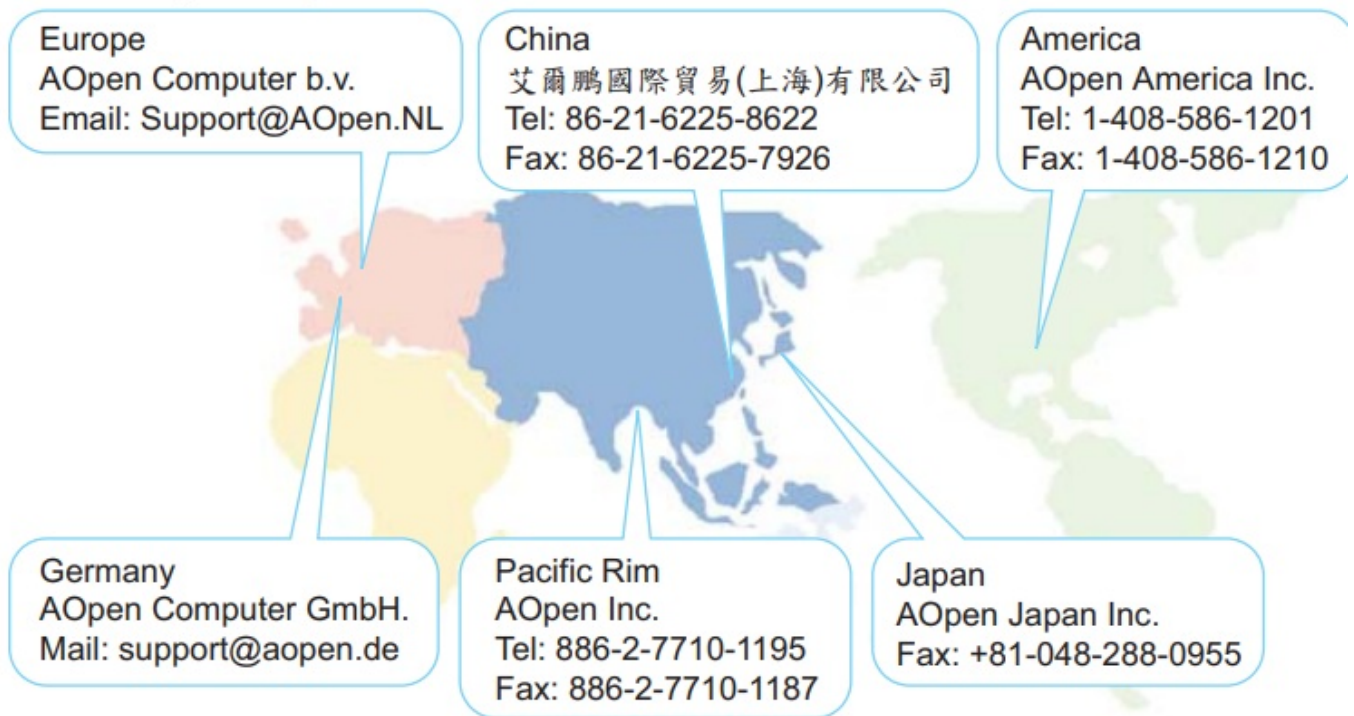 Europe
AOpen Computer b.v.
Email: Support@AOpen.NL
China
艾爾鵬國際貿易(上海)有限公司
Tel: 86-21-6225-8622
Fax: 86-21-6225-7926
America
AOpen America Inc.
Tel: 1-408-586-1201
Fax: 1-408-586-1210
Germany
AOpen Computer GmbH.
Mail: support@aopen.de
Pacific Rim
AOpen Inc.
Tel: 886-2-7710-1195
Fax: 886-2-7710-1187
Japan
AOpen Japan Inc.
Fax: +81-048-288-0955